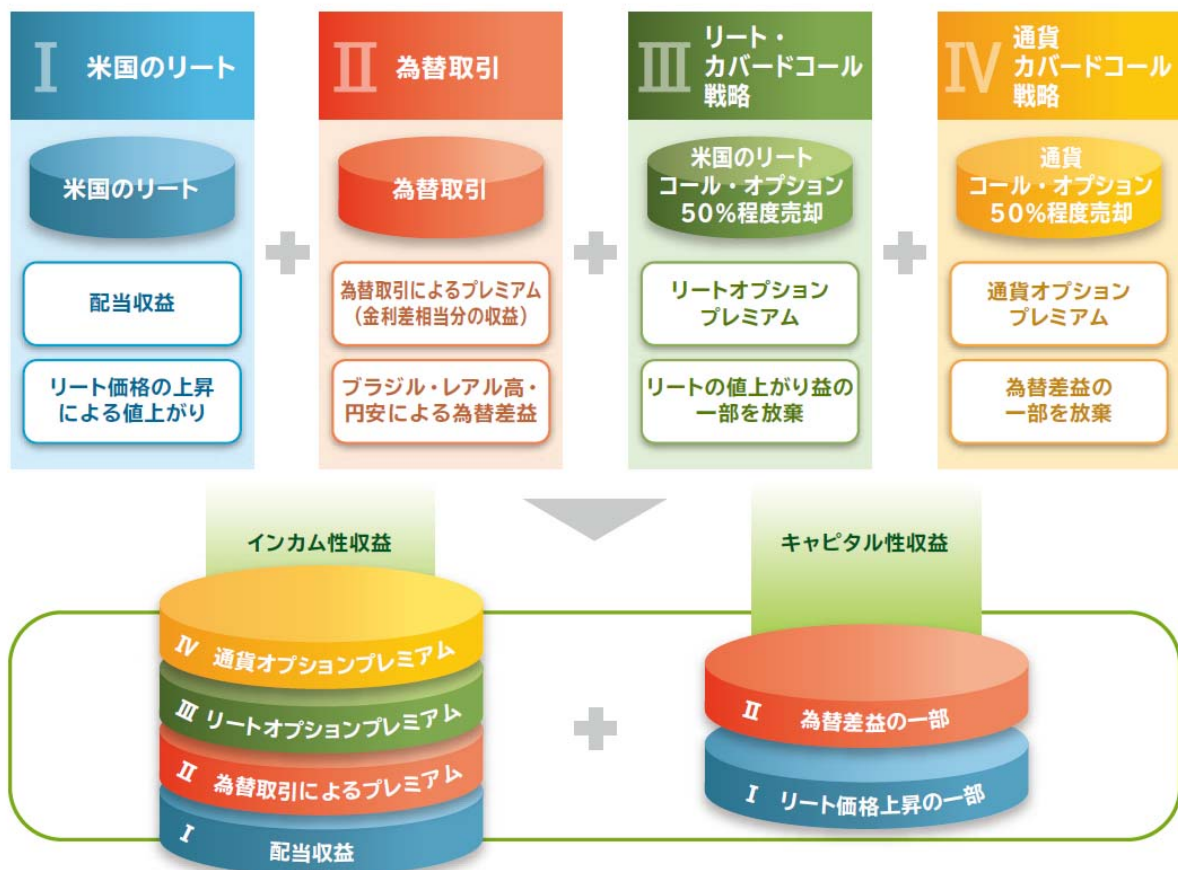 I 米国のリート
II 為替取引
III リート・
カバードコール
戦略
IV 通貨
カバードコール
戦略
米国のリート
為替取引
米国のリート
コール・オプション
50%程度売却
通貨
コール・オプション
50%程度売却
配当収益
為替取引によるプレミアム
(金利差相当分の収益)
リートオプション
プレミアム
通貨オプション
プレミアム
リート価格の上昇
による値上がり
ブラジル・レアル高・
円安による為替差益
リートの値上がり益の
一部を放棄
為替差益の
一部を放棄
インカム性収益
IV 通貨オプションプレミアム
III リートオプションプレミアム
II 為替取引によるプレミアム
I 配当収益
キャピタル性収益
II 為替差益の一部
I リート価格上昇の一部